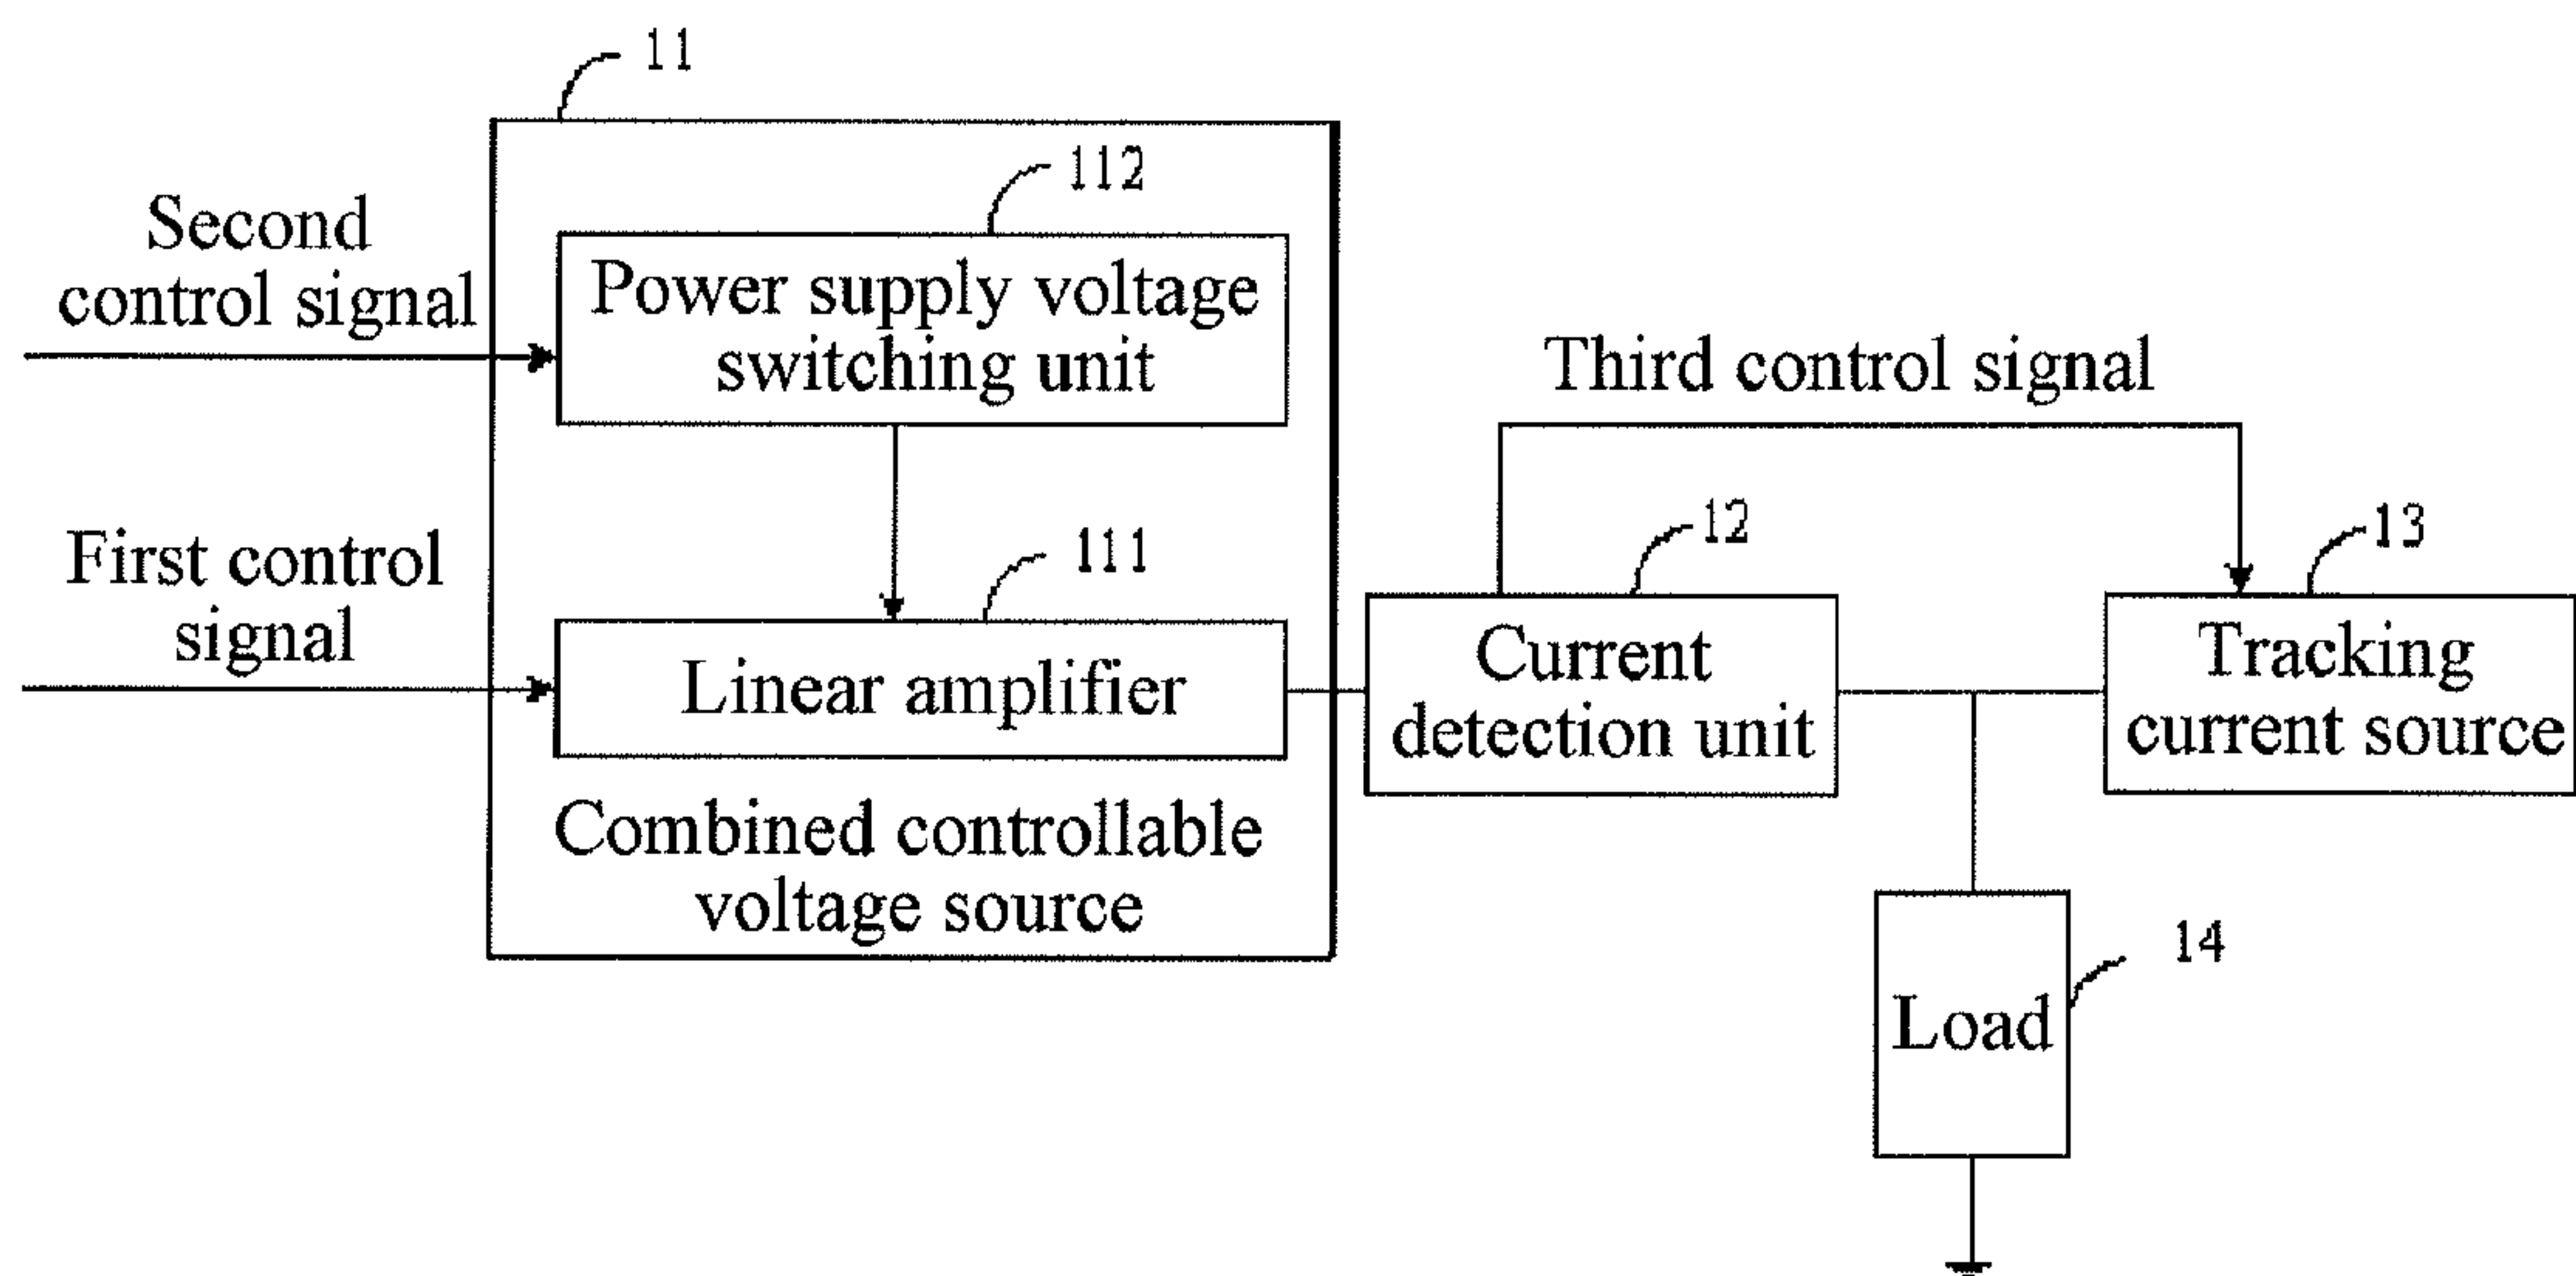 11
112
Second
control signal
Power supply voltage
switching unit
Third control signal
First control
signal
111
12
13
Linear amplifier
Current
detection unit
Tracking
current source
Combined controllable
voltage source
14
Load